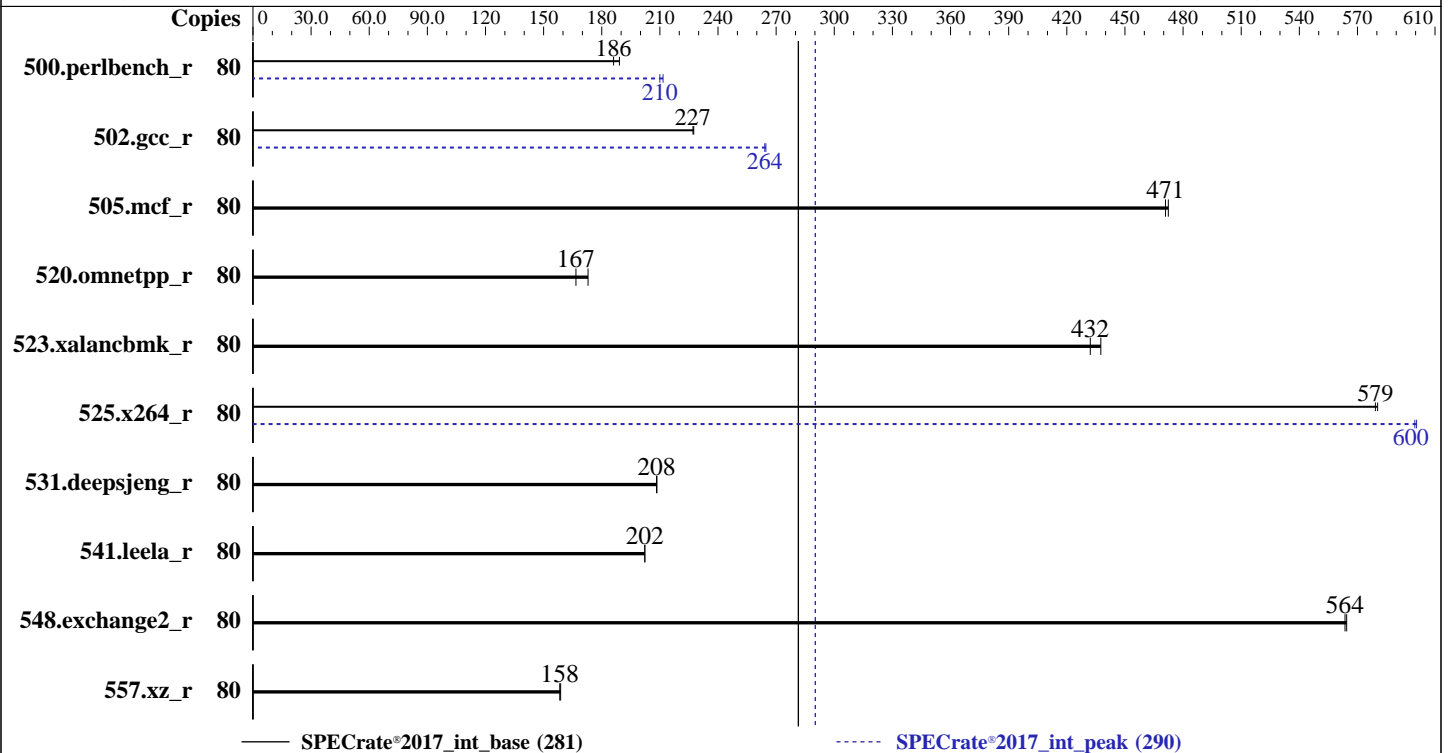 Copies 0 30.0 60.0 90.0 120 150 180 210 240 270 300 330 360 390 420 450 480 510 540 570 610
500.perlbench_r 80 186
210
502.gcc_r 80 227
264
505.mcf_r 80 471
520.omnetpp_r 80 167
523.xalancbmk_r 80 432
525.x264_r 80 579
600
531.deepsjeng_r 80 208
541.leela_r 80 202
548.exchange2_r 80 564
557.xz_r 80 158
SPECrate®2017_int_base (281) SPECrate®2017_int_peak (290)